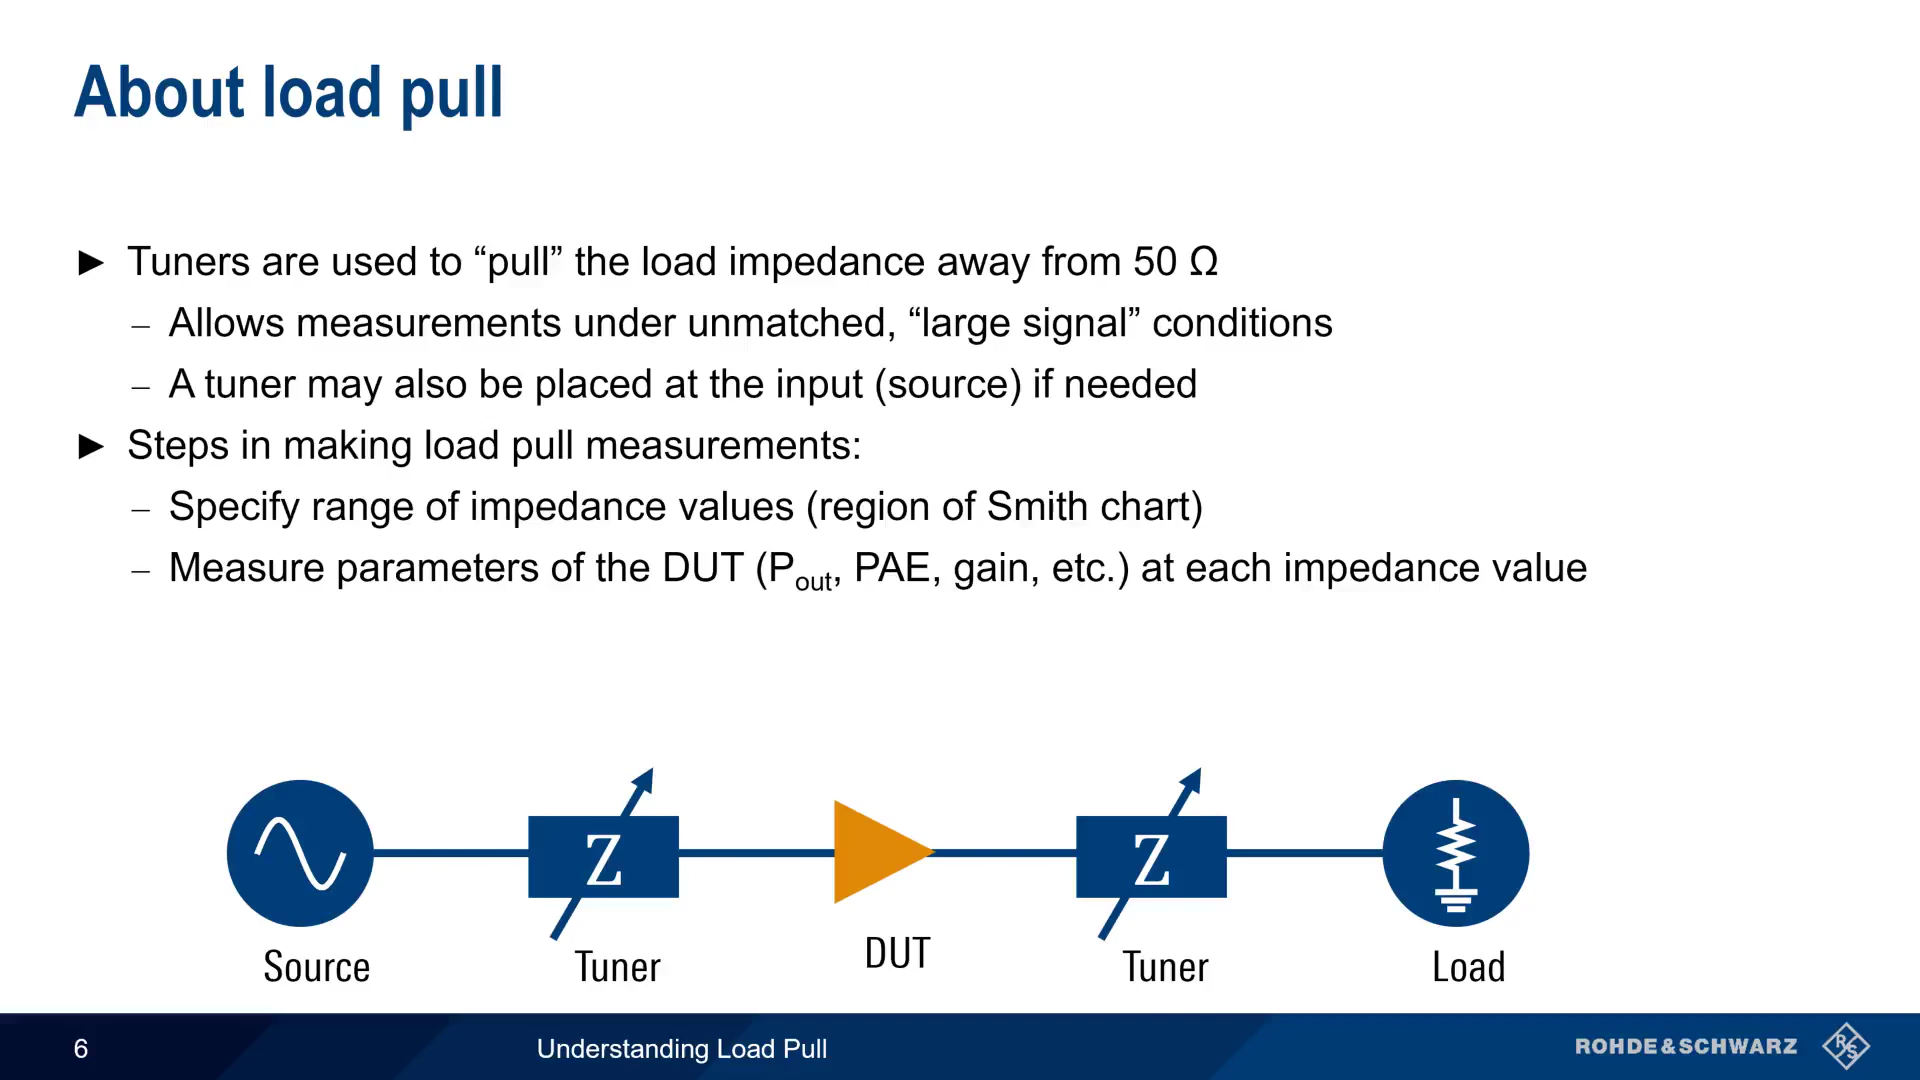 About load pull
► Tuners are used to “pull” the load impedance away from 50 Ω
– Allows measurements under unmatched, “large signal” conditions
– A tuner may also be placed at the input (source) if needed
► Steps in making load pull measurements:
– Specify range of impedance values (region of Smith chart)
– Measure parameters of the DUT (Pout, PAE, gain, etc.) at each impedance value
Z
Z
Source
Tuner
DUT
Tuner
Load
6
Understanding Load Pull
ROHDE & SCHWARZ
R&S